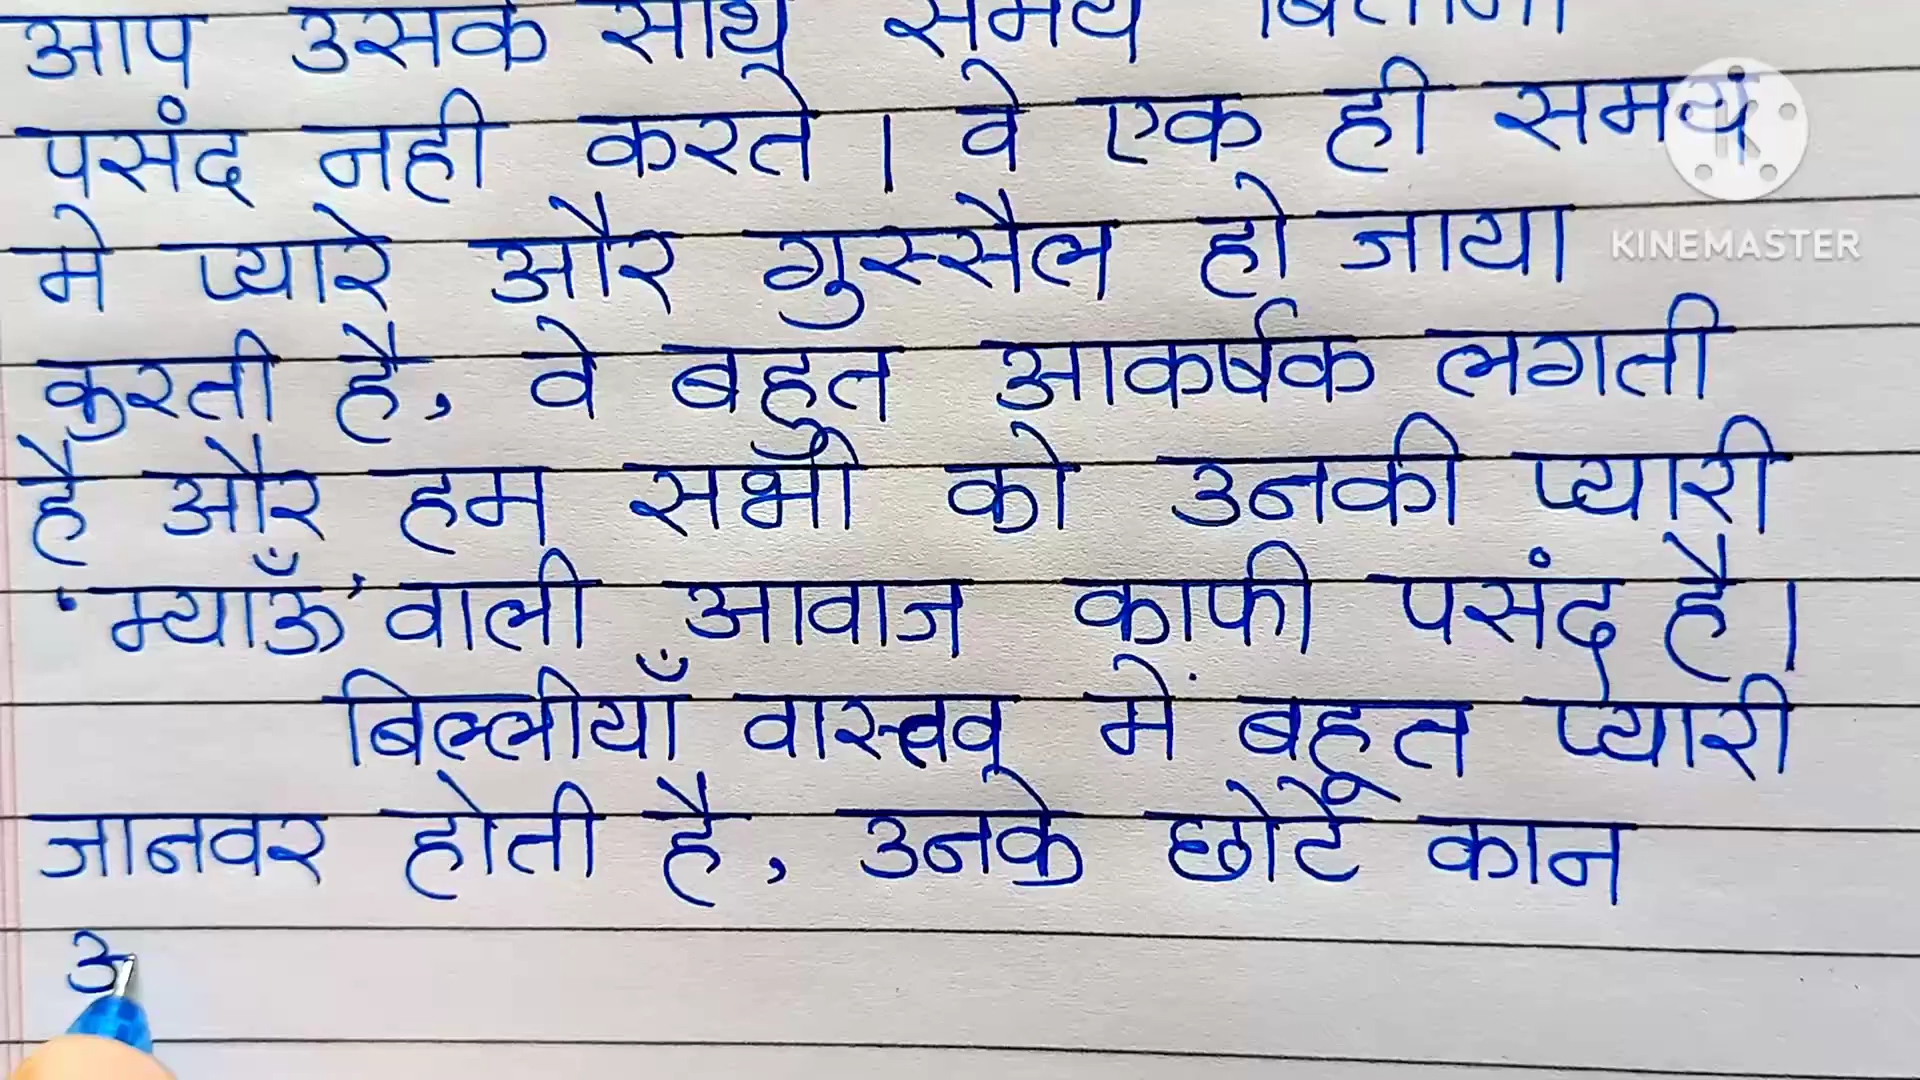 आप उसके साथ समय बिताना
पसंद नही करते। वे एक ही समय
मे प्यारे और गुस्सैल हो जाया
करती है, वे बहुत आकर्षक लगती
है और हम सभी को उनकी प्यारी
'म्याऊँ' वाली आवाज काफी पसंद है।
बिल्लीयाँ वास्तव में बहूत प्यारी
जानवर होती है, उनके छोटे कान
KINEMASTER